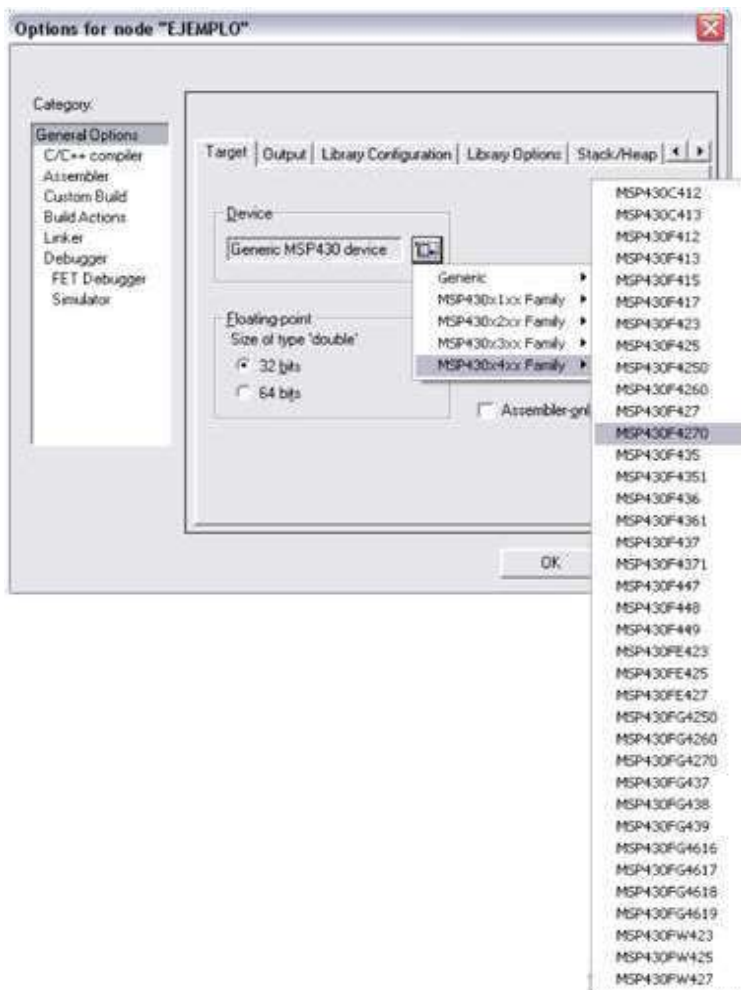 Options for node "EJEMPLO"
Category:
General Options
C/C++ compiler
Assembler
Custom Build
Build Actions
Linker
Debugger
FET Debugger
Simulator
Target
Output
Library Configuration
Library Options
Stack/Heap
Device
Generic MSP430 device
Generic
MSP430x1xx Family
MSP430x2xx Family
MSP430x3xx Family
MSP430x4xx Family
Floating-point
Size of type 'double'
32 bits
64 bits
Assembler-onl
OK
MSP430C412
MSP430C413
MSP430F412
MSP430F413
MSP430F415
MSP430F417
MSP430F423
MSP430F425
MSP430F4250
MSP430F4260
MSP430F427
MSP430F4270
MSP430F435
MSP430F4351
MSP430F436
MSP430F4361
MSP430F437
MSP430F4371
MSP430F447
MSP430F448
MSP430F449
MSP430FE423
MSP430FE425
MSP430FE427
MSP430FG4250
MSP430FG4260
MSP430FG4270
MSP430FG437
MSP430FG438
MSP430FG439
MSP430FG4616
MSP430FG4617
MSP430FG4618
MSP430FG4619
MSP430FW423
MSP430FW425
MSP430FW427